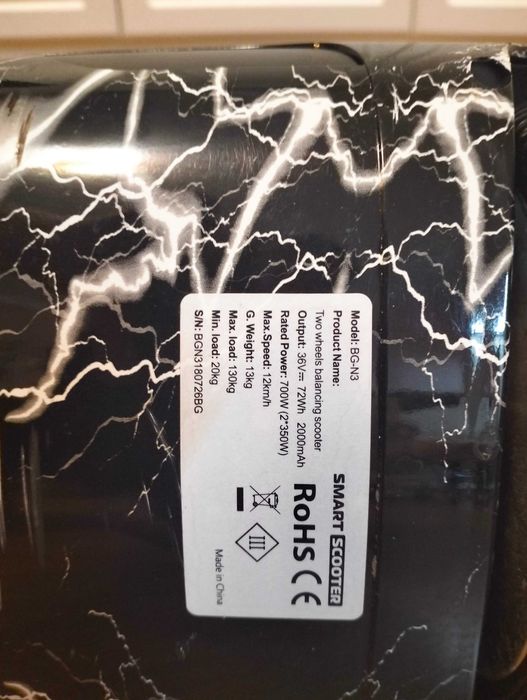 SMART SCOOTER
Model: BG-N3
Product Name:
Two wheels balancing scooter
Output: 36V⎓ 72Wh 2000mAh
Rated Power: 700W (2*350W)
Max.Speed: 12km/h
G. Weight: 13kg
Max. load: 130kg
Min. load: 20kg
S/N: BGN3180726BG
RoHS CE
III
Made in China